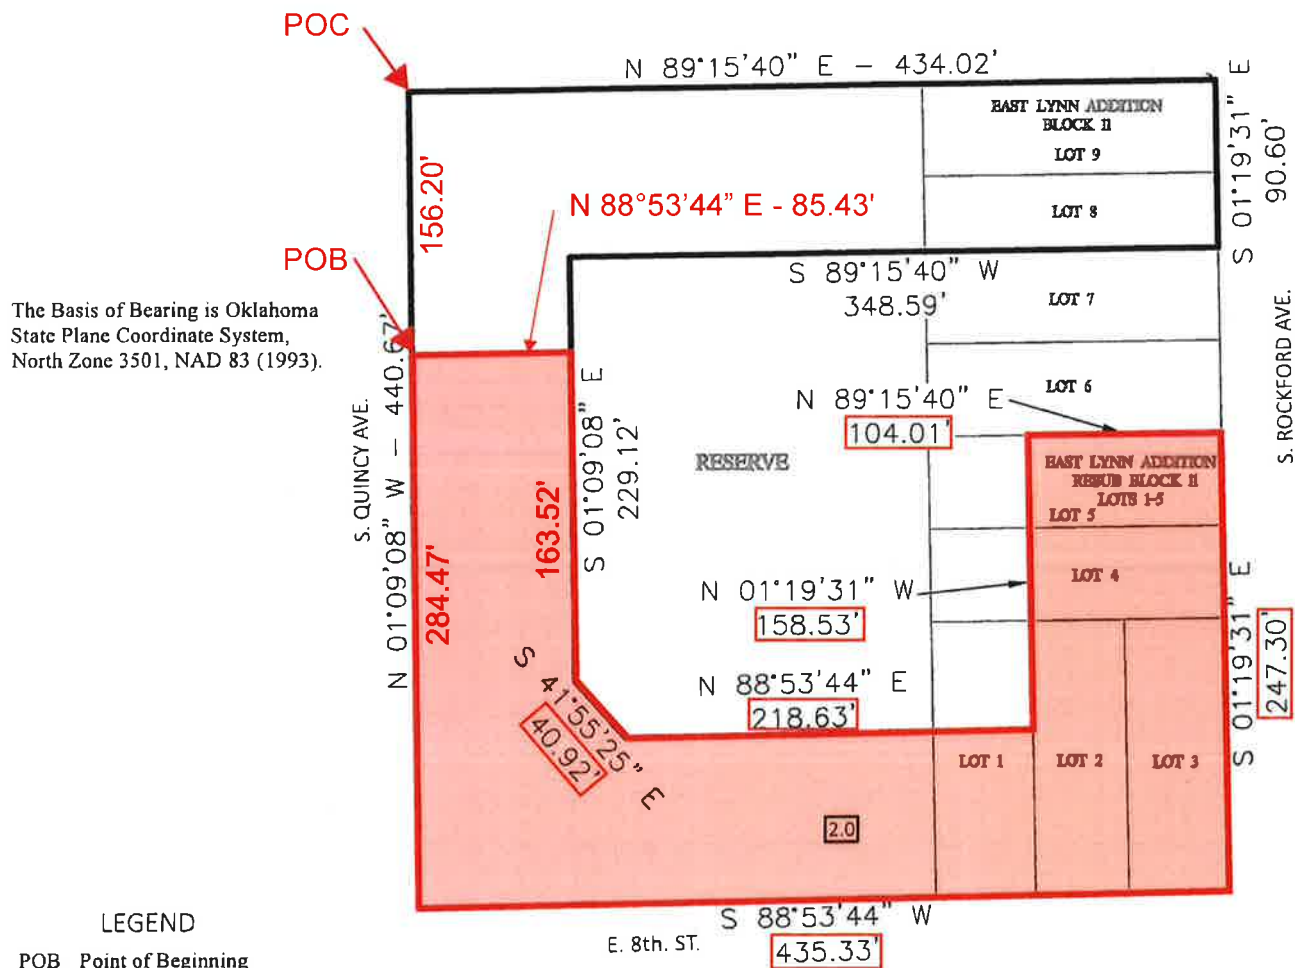 POC
N 89°15'40" E - 434.02'
EAST LYNN ADDITION
BLOCK 11
LOT 9
LOT 8
S 01°19'31" E
90.60'
156.20'
N 88°53'44" E - 85.43'
POB
S 89°15'40" W
348.59'
LOT 7
The Basis of Bearing is Oklahoma
State Plane Coordinate System,
North Zone 3501, NAD 83 (1993).
S. ROCKFORD AVE.
S. QUINCY AVE.
N 01°09'08" W - 440.67'
284.47'
163.52'
S 01°09'08" E
229.12'
LOT 6
N 89°15'40" E
104.01'
RESERVE
EAST LYNN ADDITION
RESUB BLOCK 11
LOTS 1-5
LOT 5
LOT 4
N 01°19'31" W
158.53'
S 01°19'31" E
247.30'
S 41°55'25" E
40.92'
N 88°53'44" E
218.63'
LOT 1
LOT 2
LOT 3
2.0
S 88°53'44" W
435.33'
E. 8th. ST.
LEGEND
POB Point of Beginning